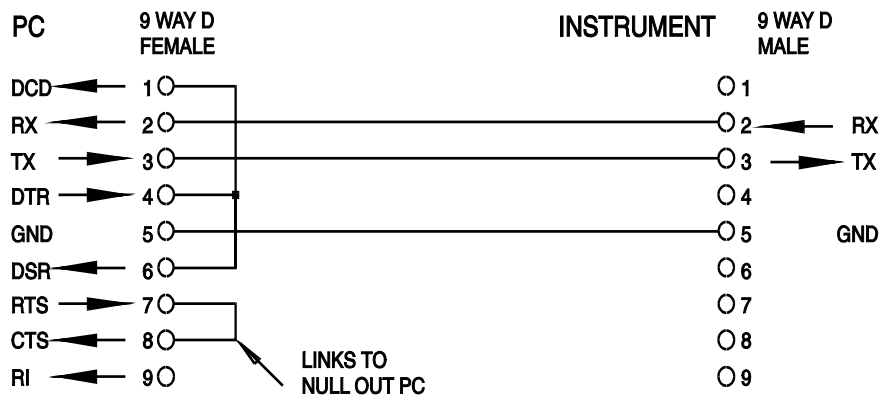 PC 9 WAY D FEMALE INSTRUMENT 9 WAY D MALE
DCD 1 1
RX 2 2 RX
TX 3 3 TX
DTR 4 4
GND 5 5 GND
DSR 6 6
RTS 7 7
CTS 8 8
RI 9 9
LINKS TO
NULL OUT PC